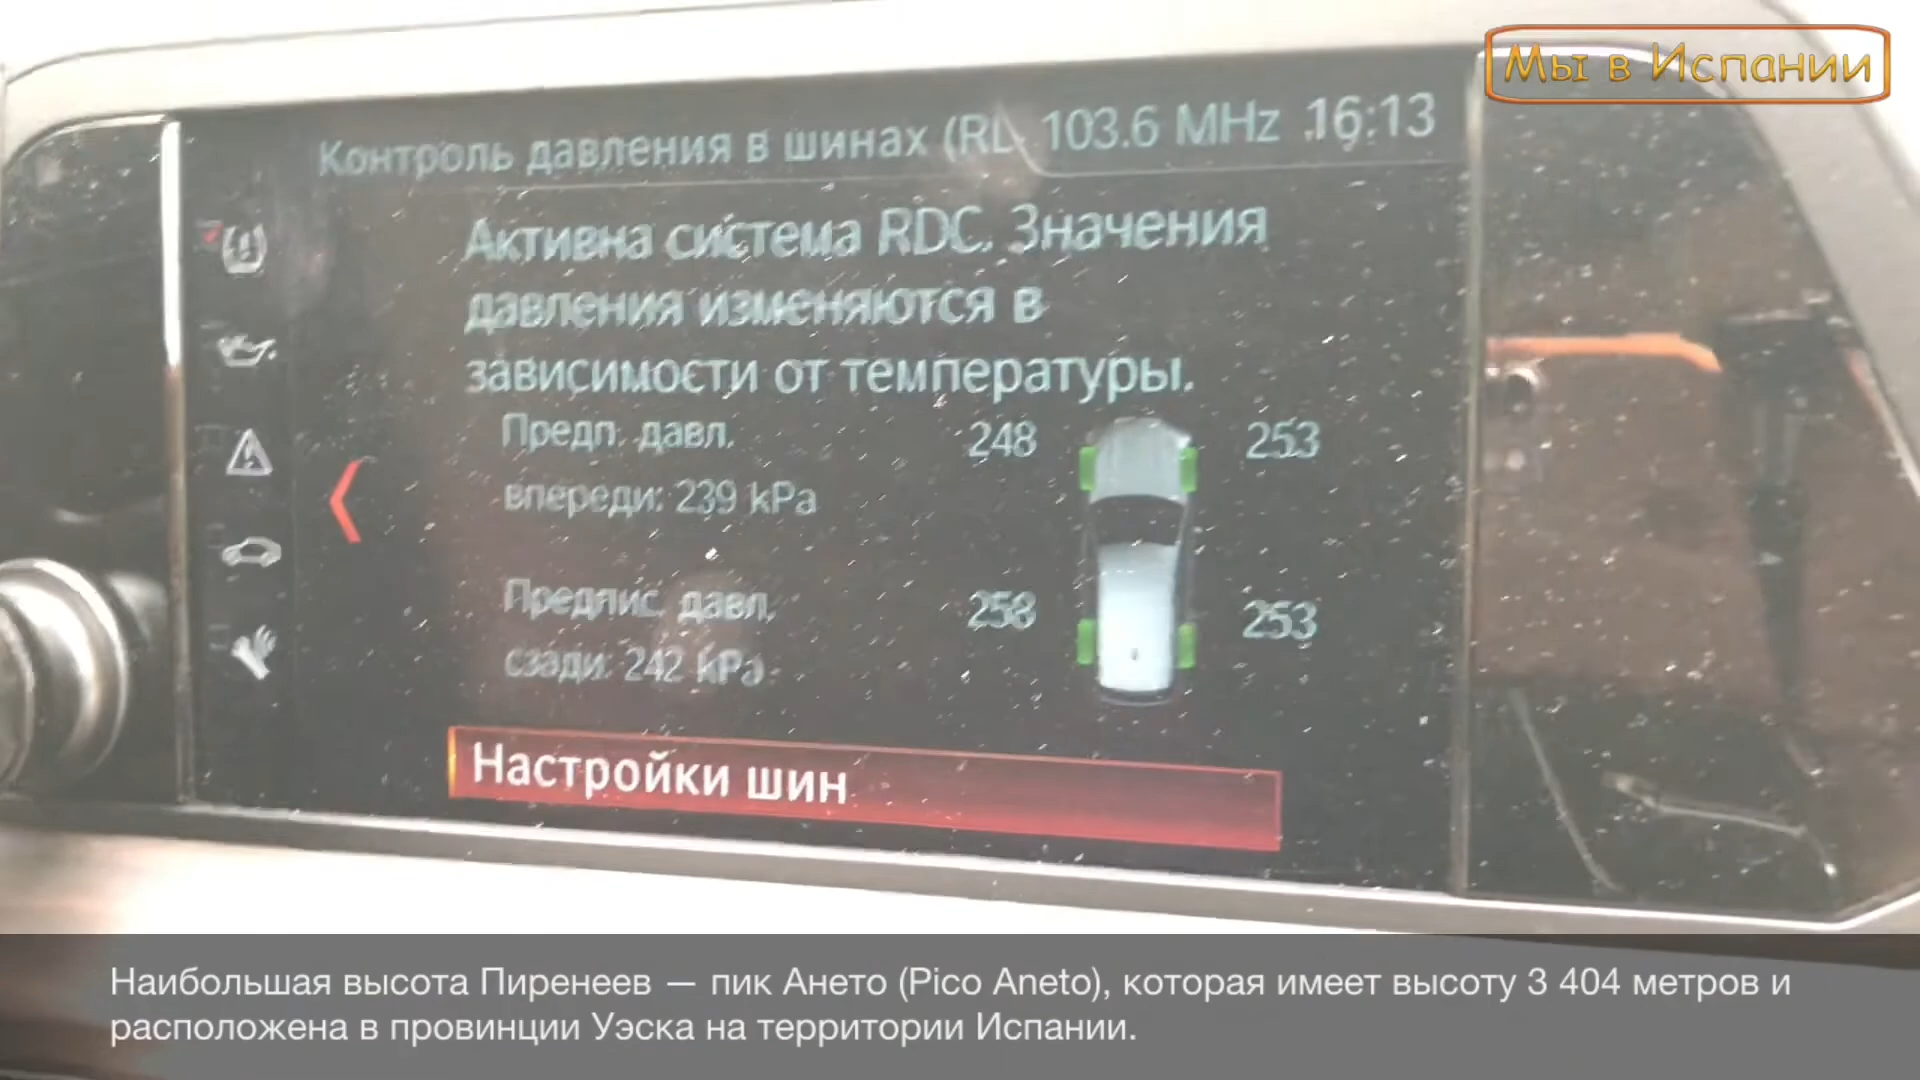 Мы в Испании
Контроль давления в шинах (RD 103.6 MHz 16:13
Активна система RDC. Значения
давления изменяются в
зависимости от температуры.
Предп. давл. 248 253
впереди: 239 kPa
Предпис. давл. 258 253
сзади: 242 kPa
Настройки шин
Наибольшая высота Пиренеев — пик Ането (Pico Aneto), которая имеет высоту 3 404 метров и
расположена в провинции Уэска на территории Испании.